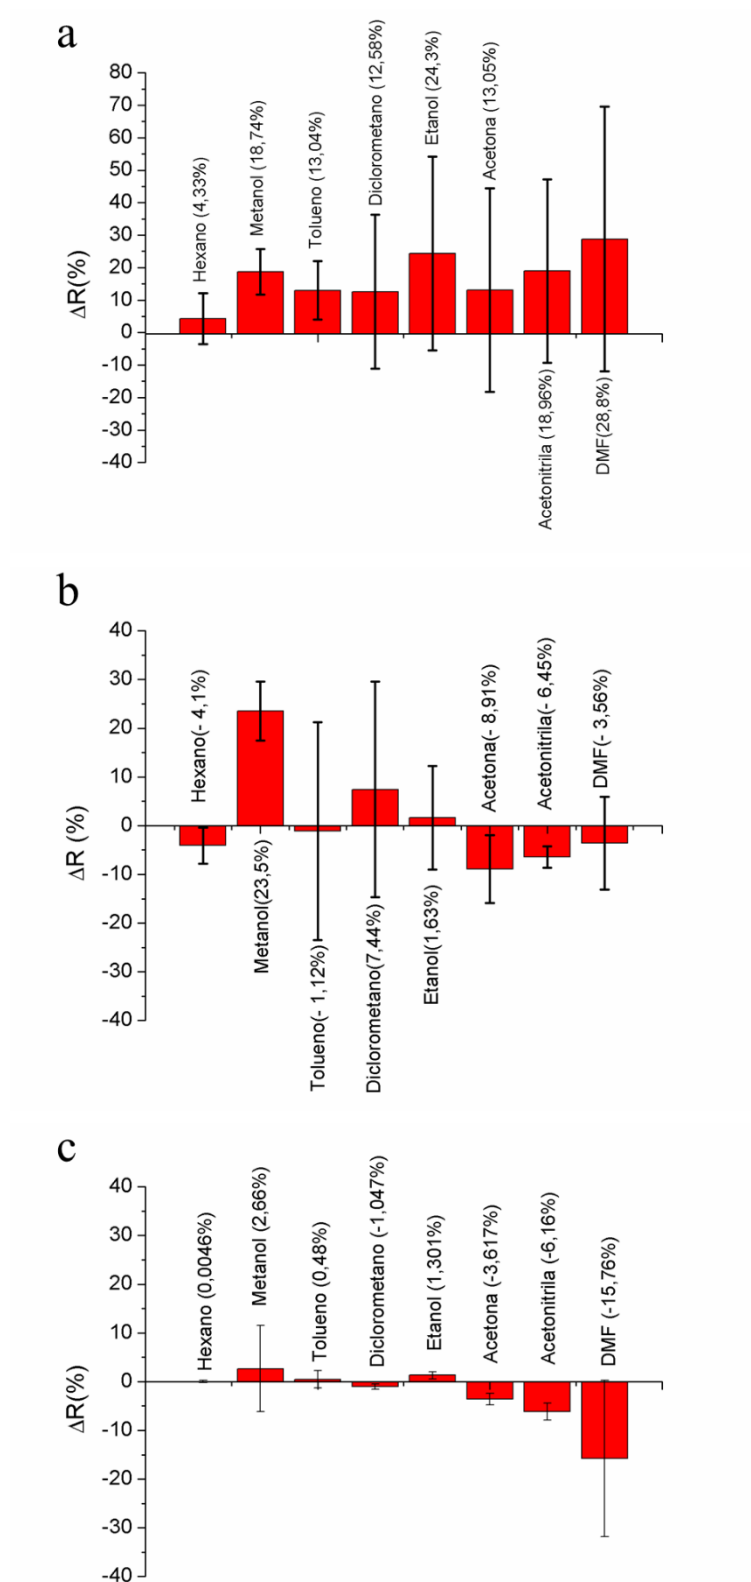 a
80
70
60
50
40
30
20
10
0
-10
-20
-30
-40
ΔR(%)
Hexano (4,33%)
Metanol (18,74%)
Tolueno (13,04%)
Diclorometano (12,58%)
Etanol (24,3%)
Acetona (13,05%)
Acetonitrila (18,96%)
DMF(28,8%)
b
40
30
20
10
0
-10
-20
-30
-40
ΔR (%)
Hexano(- 4,1%)
Metanol(23,5%)
Tolueno(- 1,12%)
Diclorometano(7,44%)
Etanol(1,63%)
Acetona(- 8,91%)
Acetonitrila(- 6,45%)
DMF(- 3,56%)
c
40
30
20
10
0
-10
-20
-30
-40
ΔR(%)
Hexano (0,0046%)
Metanol (2,66%)
Tolueno (0,48%)
Diclorometano (-1,047%)
Etanol (1,301%)
Acetona (-3,617%)
Acetonitrila (-6,16%)
DMF (-15,76%)